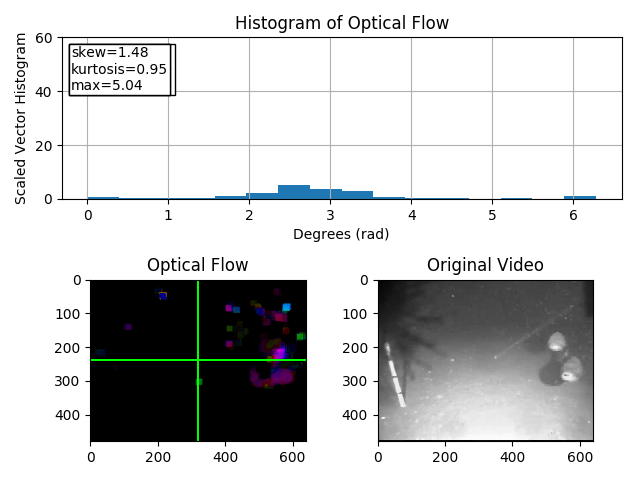 Histogram of Optical Flow
Scaled Vector Histogram
60
40
20
0
skew=1.48
kurtosis=0.95
max=5.04
0 1 2 3 4 5 6
Degrees (rad)
Optical Flow
0
100
200
300
400
0 200 400 600
Original Video
0
100
200
300
400
0 200 400 600